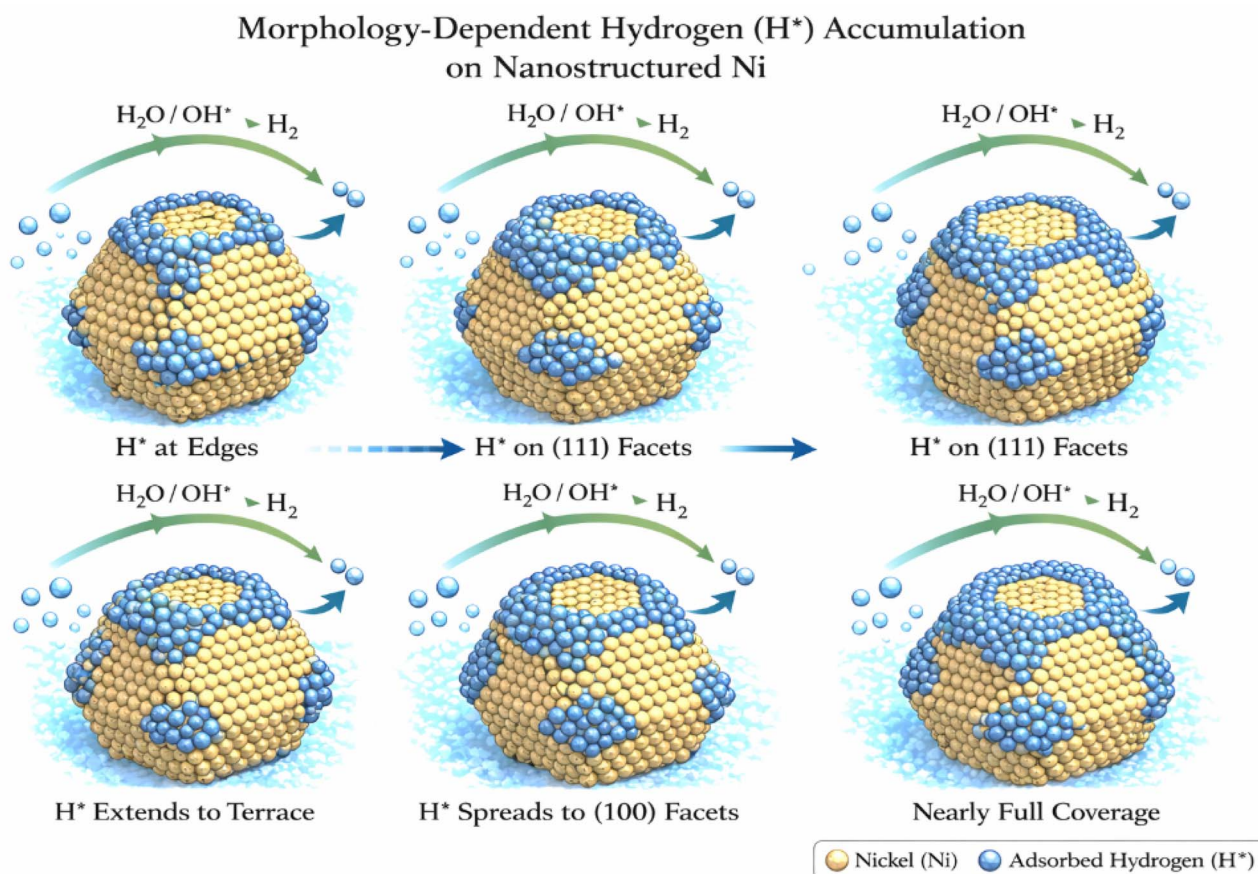 Morphology-Dependent Hydrogen (H*) Accumulation
on Nanostructured Ni
H₂O / OH* H₂
H₂O / OH* H₂
H₂O / OH* H₂
H* at Edges
H* on (111) Facets
H* on (111) Facets
H₂O / OH* H₂
H₂O / OH* H₂
H₂O / OH* H₂
H* Extends to Terrace
H* Spreads to (100) Facets
Nearly Full Coverage
Nickel (Ni) Adsorbed Hydrogen (H*)